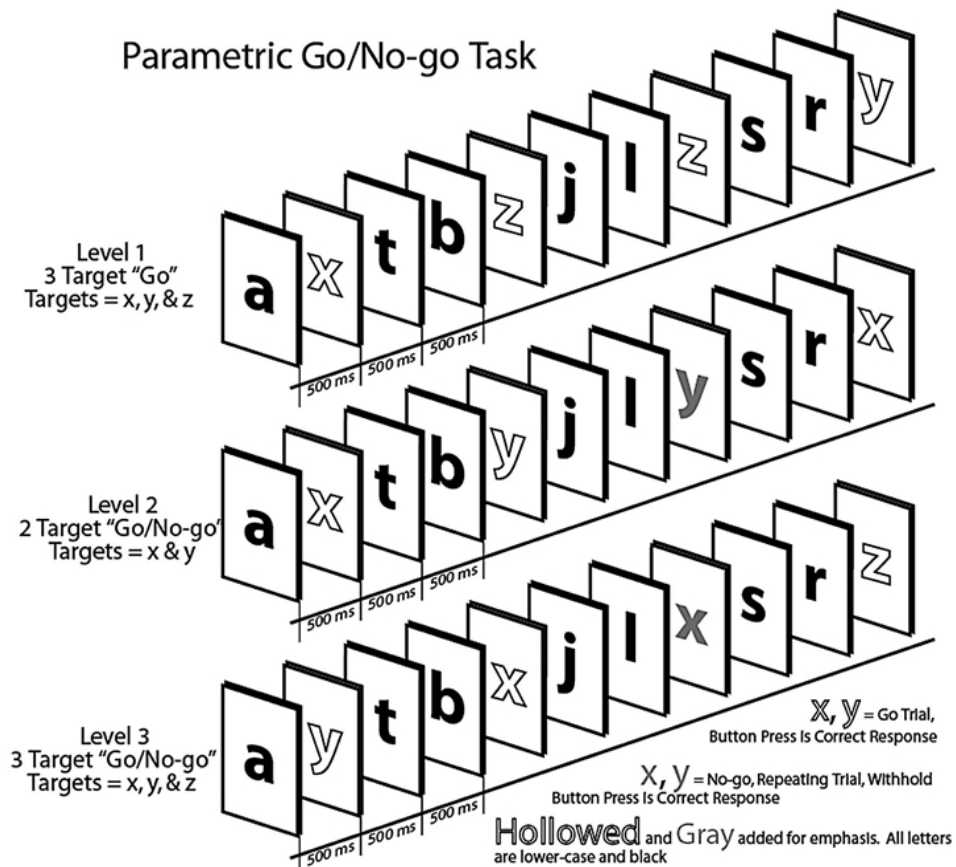 Parametric Go/No-go Task
Level 1
3 Target "Go"
Targets = x, y, & z
a x t b z j l z s r y
500 ms 500 ms 500 ms
Level 2
2 Target "Go/No-go"
Targets = x & y
a x t b y j l y s r x
500 ms 500 ms 500 ms
Level 3
3 Target "Go/No-go"
Targets = x, y, & z
a y t b x j l x s r z
500 ms 500 ms 500 ms
x, y = Go Trial,
Button Press Is Correct Response
x, y = No-go, Repeating Trial, Withhold
Button Press Is Correct Response
Hollowed and Gray added for emphasis. All letters
are lower-case and black